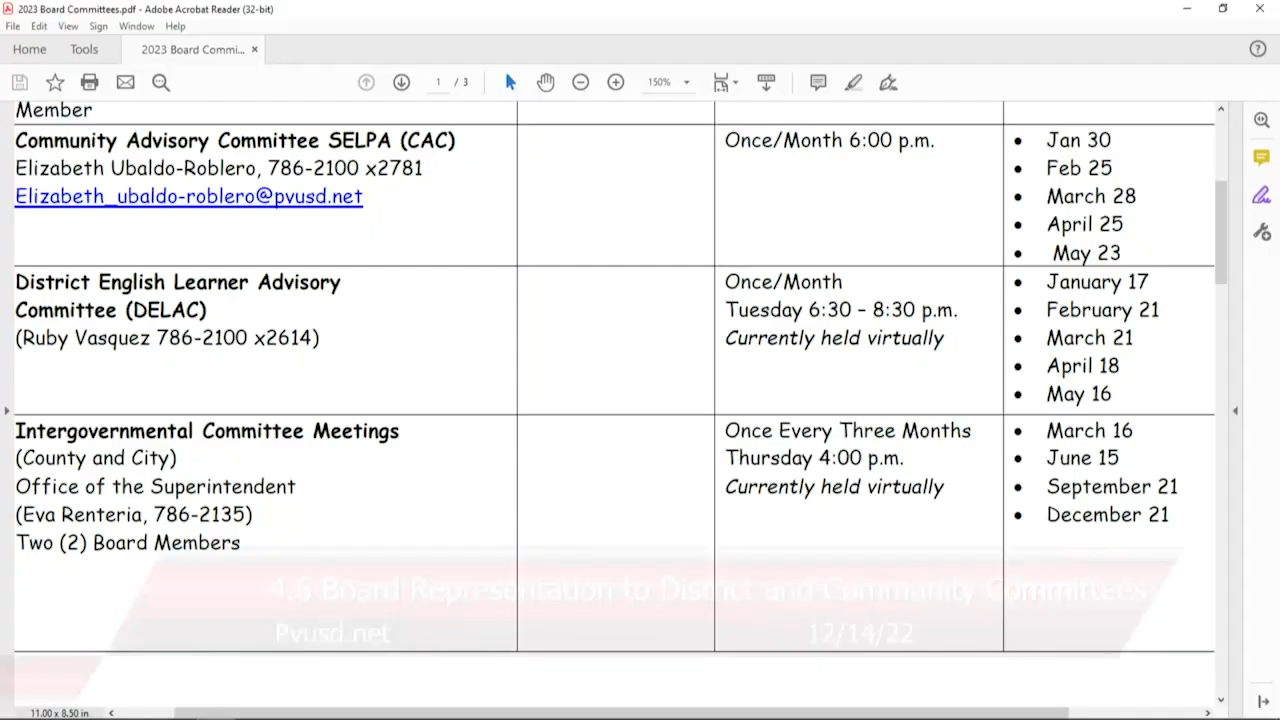 2023 Board Committees.pdf - Adobe Acrobat Reader (32-bit)
File Edit View Sign Window Help
Home Tools 2023 Board Commi... ×
1 / 3 150%
Member
Community Advisory Committee SELPA (CAC)
Elizabeth Ubaldo-Roblero, 786-2100 x2781
Elizabeth_ubaldo-roblero@pvusd.net
Once/Month 6:00 p.m.
• Jan 30
• Feb 25
• March 28
• April 25
• May 23
District English Learner Advisory
Committee (DELAC)
(Ruby Vasquez 786-2100 x2614)
Once/Month
Tuesday 6:30 – 8:30 p.m.
Currently held virtually
• January 17
• February 21
• March 21
• April 18
• May 16
Intergovernmental Committee Meetings
(County and City)
Office of the Superintendent
(Eva Renteria, 786-2135)
Two (2) Board Members
Once Every Three Months
Thursday 4:00 p.m.
Currently held virtually
• March 16
• June 15
• September 21
• December 21
4.6 Board Representation to District and Community Committees
Pvusd.net 12/14/22
11.00 x 8.50 in